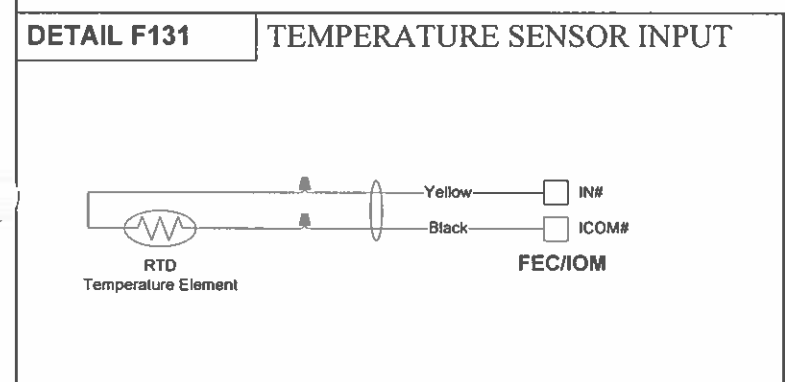 DETAIL F131
TEMPERATURE SENSOR INPUT
Yellow
IN#
Black
ICOM#
RTD
Temperature Element
FEC/IOM